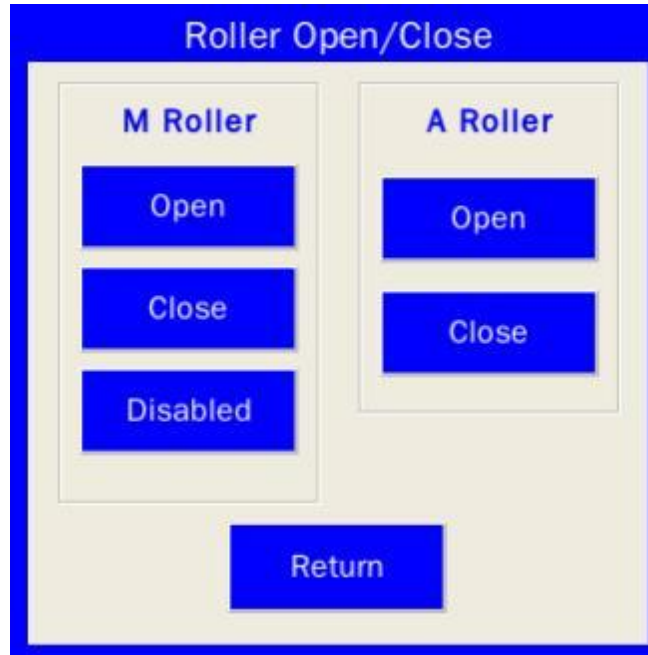 Roller Open/Close
M Roller
Open
Close
Disabled
A Roller
Open
Close
Return